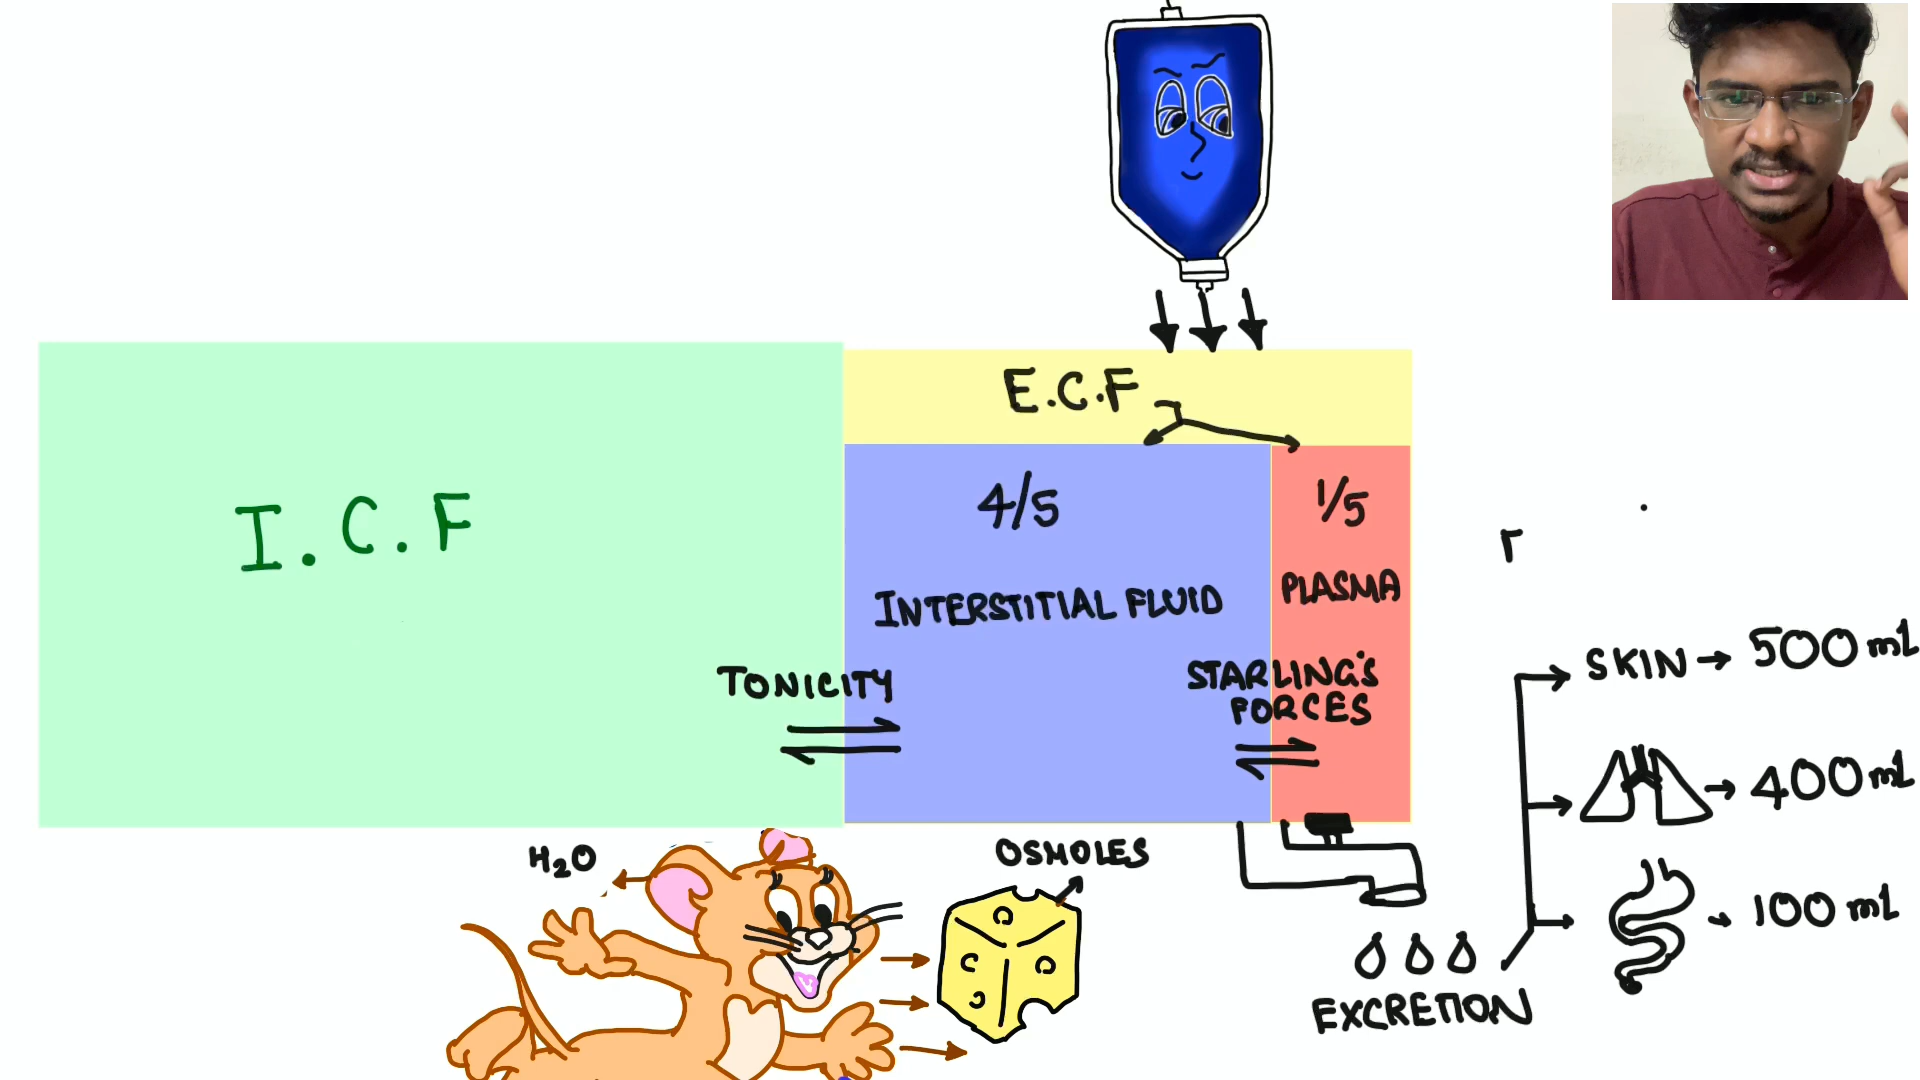 E.C.F
I.C.F
4/5
1/5
INTERSTITIAL FLUID
PLASMA
TONICITY
STARLING'S
FORCES
SKIN → 500 mL
→ 400 mL
→ 100 mL
H₂O
OSMOLES
EXCRETION